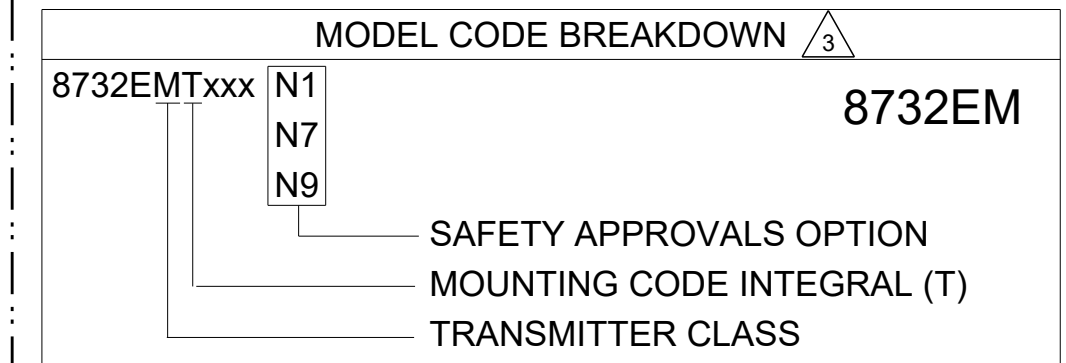 MODEL CODE BREAKDOWN 3
8732EMTxxx N1
8732EM
N7
N9
SAFETY APPROVALS OPTION
MOUNTING CODE INTEGRAL (T)
TRANSMITTER CLASS